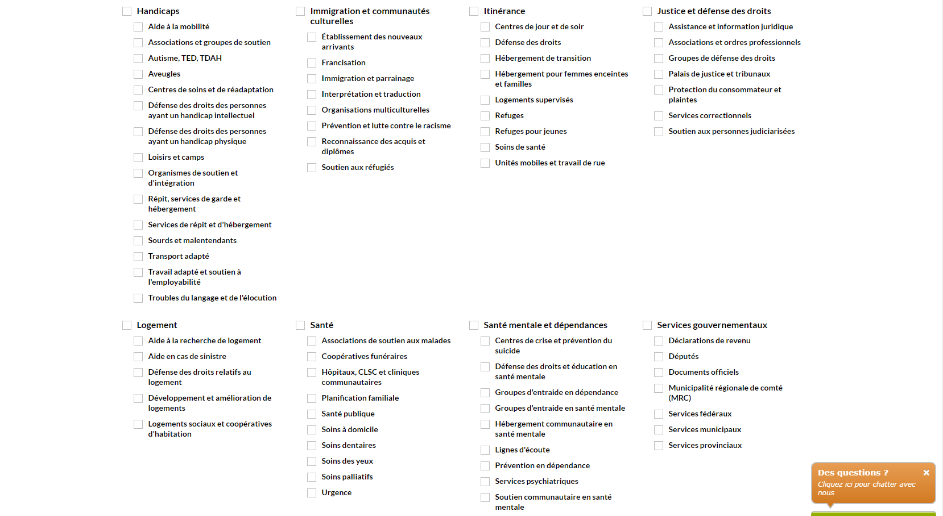 Handicaps
Aide à la mobilité
Associations et groupes de soutien
Autisme, TED, TDAH
Aveugles
Centres de soins et de réadaptation
Défense des droits des personnes
ayant un handicap intellectuel
Défense des droits des personnes
ayant un handicap physique
Loisirs et camps
Organismes de soutien et
d'intégration
Répit, services de garde et
hébergement
Services de répit et d'hébergement
Sourds et malentendants
Transport adapté
Travail adapté et soutien à
l'employabilité
Troubles du langage et de l'élocution
Immigration et communautés
culturelles
Établissement des nouveaux
arrivants
Francisation
Immigration et parrainage
Interprétation et traduction
Organisations multiculturelles
Prévention et lutte contre le racisme
Reconnaissance des acquis et
diplômes
Soutien aux réfugiés
Itinérance
Centres de jour et de soir
Défense des droits
Hébergement de transition
Hébergement pour femmes enceintes
et familles
Logements supervisés
Refuges
Refuges pour jeunes
Soins de santé
Unités mobiles et travail de rue
Justice et défense des droits
Assistance et information juridique
Associations et ordres professionnels
Groupes de défense des droits
Palais de justice et tribunaux
Protection du consommateur et
plaintes
Services correctionnels
Soutien aux personnes judiciarisées
Logement
Aide à la recherche de logement
Aide en cas de sinistre
Défense des droits relatifs au
logement
Développement et amélioration de
logements
Logements sociaux et coopératives
d'habitation
Santé
Associations de soutien aux malades
Coopératives funéraires
Hôpitaux, CLSC et cliniques
communautaires
Planification familiale
Santé publique
Soins à domicile
Soins dentaires
Soins des yeux
Soins palliatifs
Urgence
Santé mentale et dépendances
Centres de crise et prévention du
suicide
Défense des droits et éducation en
santé mentale
Groupes d'entraide en dépendance
Groupes d'entraide en santé mentale
Hébergement communautaire en
santé mentale
Lignes d'écoute
Prévention en dépendance
Services psychiatriques
Soutien communautaire en santé
mentale
Services gouvernementaux
Déclarations de revenu
Députés
Documents officiels
Municipalité régionale de comté
(MRC)
Services fédéraux
Services municipaux
Services provinciaux
Des questions ?
Cliquez ici pour chatter avec
nous